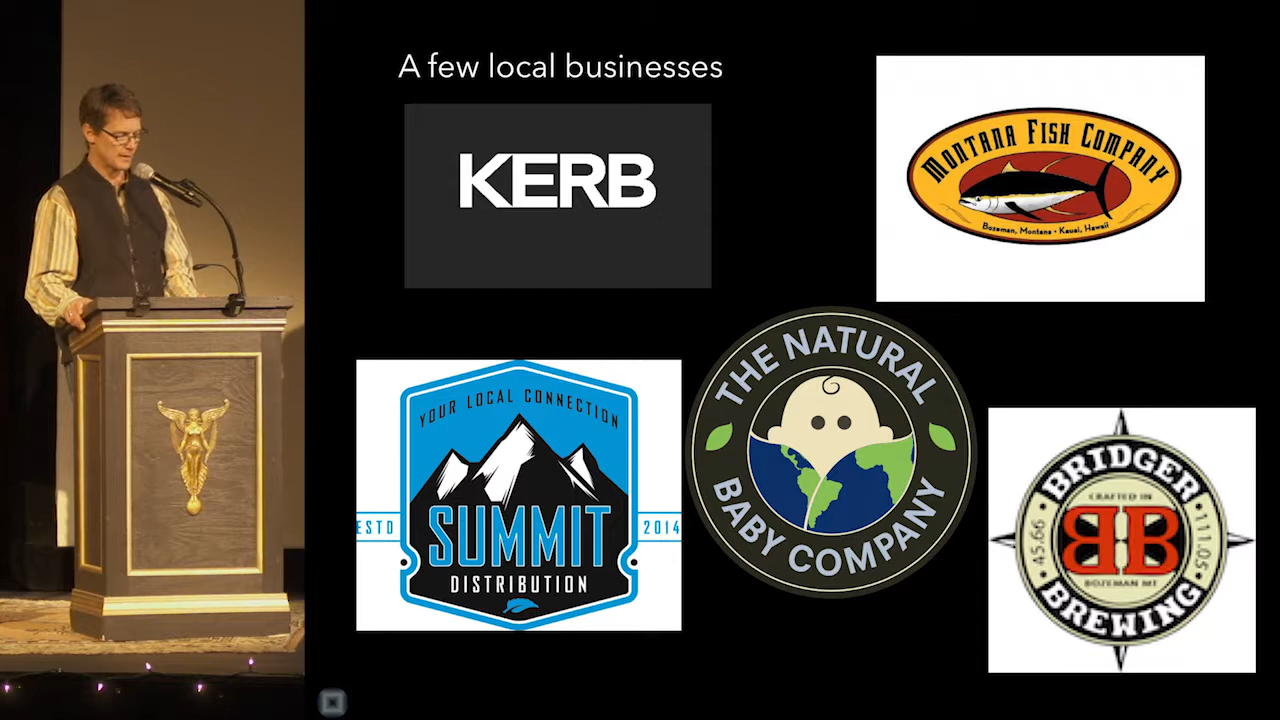 A few local businesses
KERB
MONTANA FISH COMPANY
Bozeman, Montana • Kauai, Hawaii
YOUR LOCAL CONNECTION
ESTD 2014
SUMMIT
DISTRIBUTION
THE NATURAL
BABY COMPANY
BRIDGER
CRAFTED IN
45.66 BB 111.05
BOZEMAN MT
BREWING